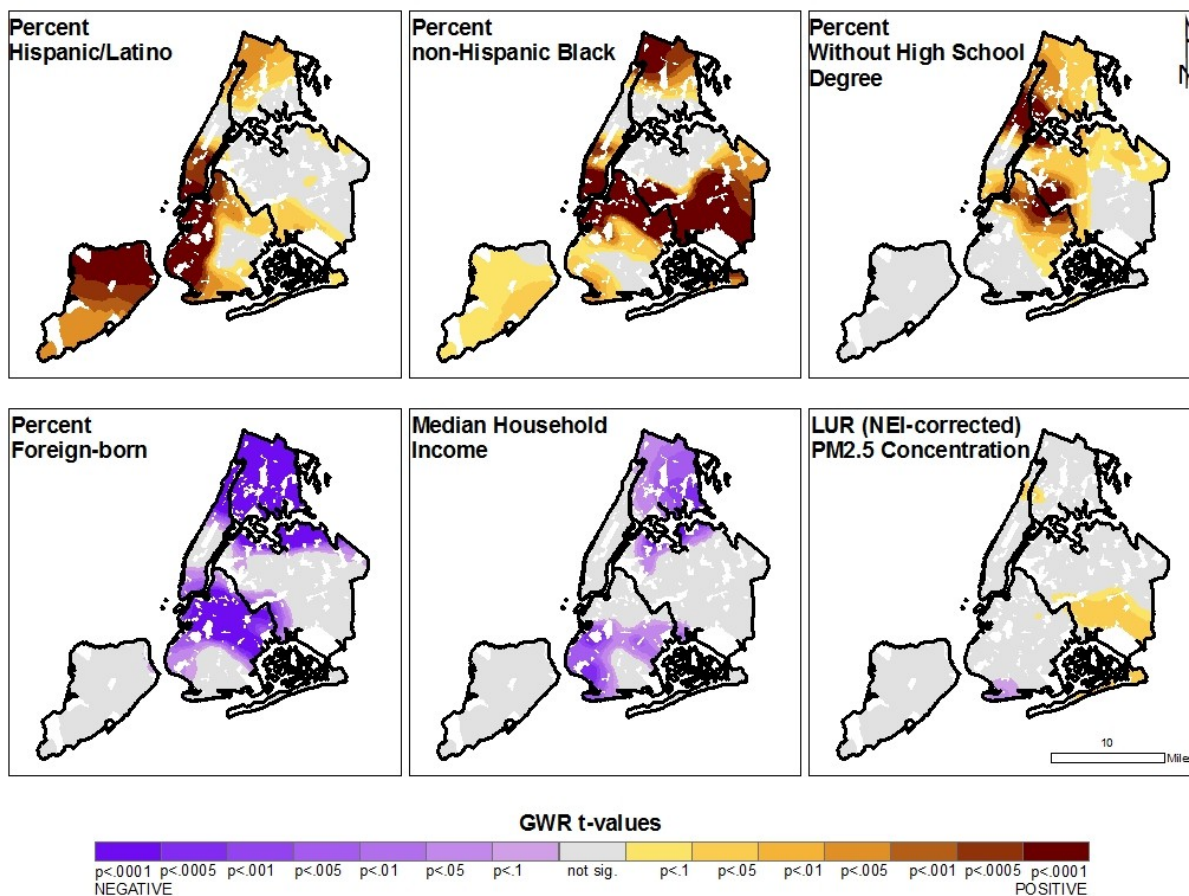 Percent
Hispanic/Latino
Percent
non-Hispanic Black
Percent
Without High School
Degree
N
Percent
Foreign-born
Median Household
Income
LUR (NEI-corrected)
PM2.5 Concentration
10
Mile
GWR t-values
p<.0001 p<.0005 p<.001 p<.005 p<.01 p<.05 p<.1 not sig. p<.1 p<.05 p<.01 p<.005 p<.001 p<.0005 p<.0001
NEGATIVE POSITIVE